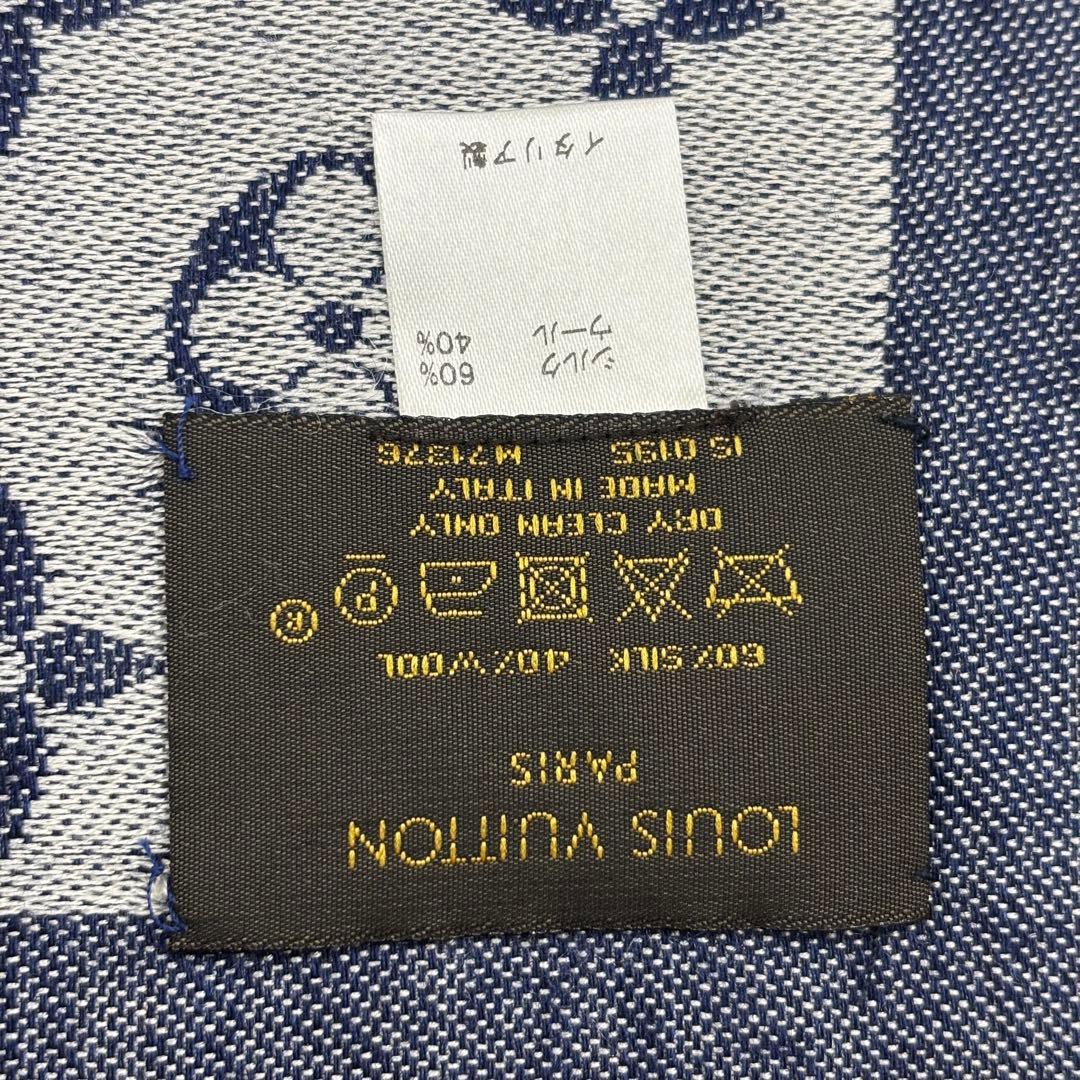 LOUIS VUITTON
PARIS
60% SILK 40% WOOL
®
P
DRY CLEAN ONLY
MADE IN ITALY
IS 0195 M71376
シルク 60%
ウール 40%
イタリア製